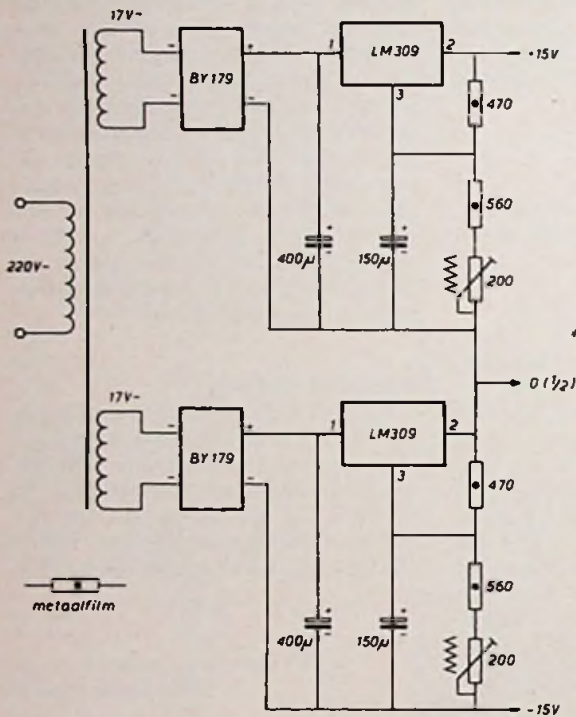 17V~
BY179
1
LM309
2
3
+15V
470
560
200
400µ
150µ
220V~
0 (1/2)
17V~
BY179
1
LM309
2
3
470
560
200
400µ
150µ
-15V
metaalfilm